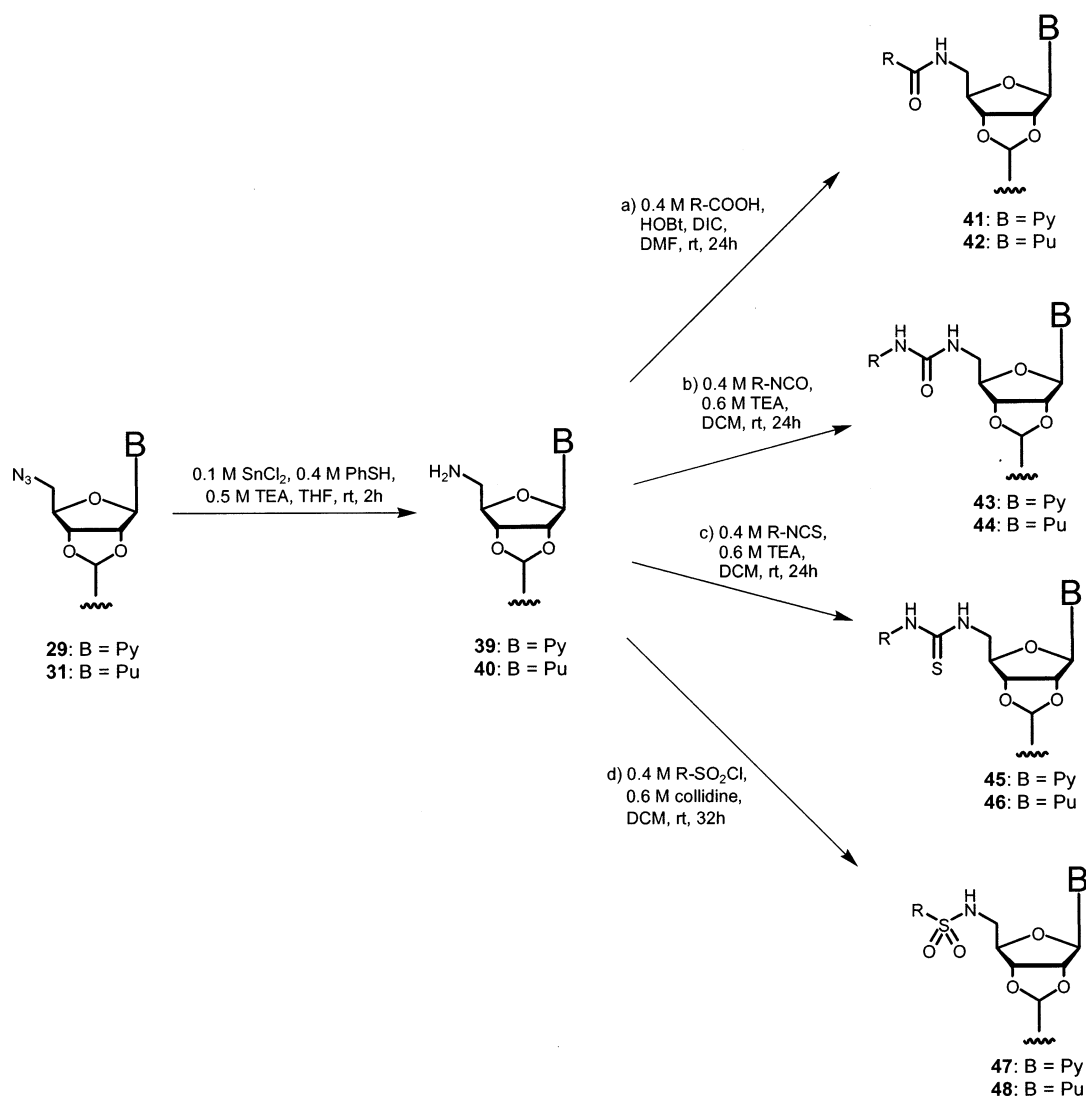 B
H
R
N
O
O
O
O
a) 0.4 M R-COOH,
HOBt, DIC,
DMF, rt, 24h
41: B = Py
42: B = Pu
B
H
H
R
N
N
O
O
O
O
b) 0.4 M R-NCO,
0.6 M TEA,
DCM, rt, 24h
43: B = Py
44: B = Pu
B
N3
O
O
O
29: B = Py
31: B = Pu
0.1 M SnCl2, 0.4 M PhSH,
0.5 M TEA, THF, rt, 2h
B
H2N
O
O
O
39: B = Py
40: B = Pu
c) 0.4 M R-NCS,
0.6 M TEA,
DCM, rt, 24h
B
H
H
R
N
N
S
O
O
O
45: B = Py
46: B = Pu
d) 0.4 M R-SO2Cl,
0.6 M collidine,
DCM, rt, 32h
B
H
R
N
S
O
O
O
O
O
47: B = Py
48: B = Pu